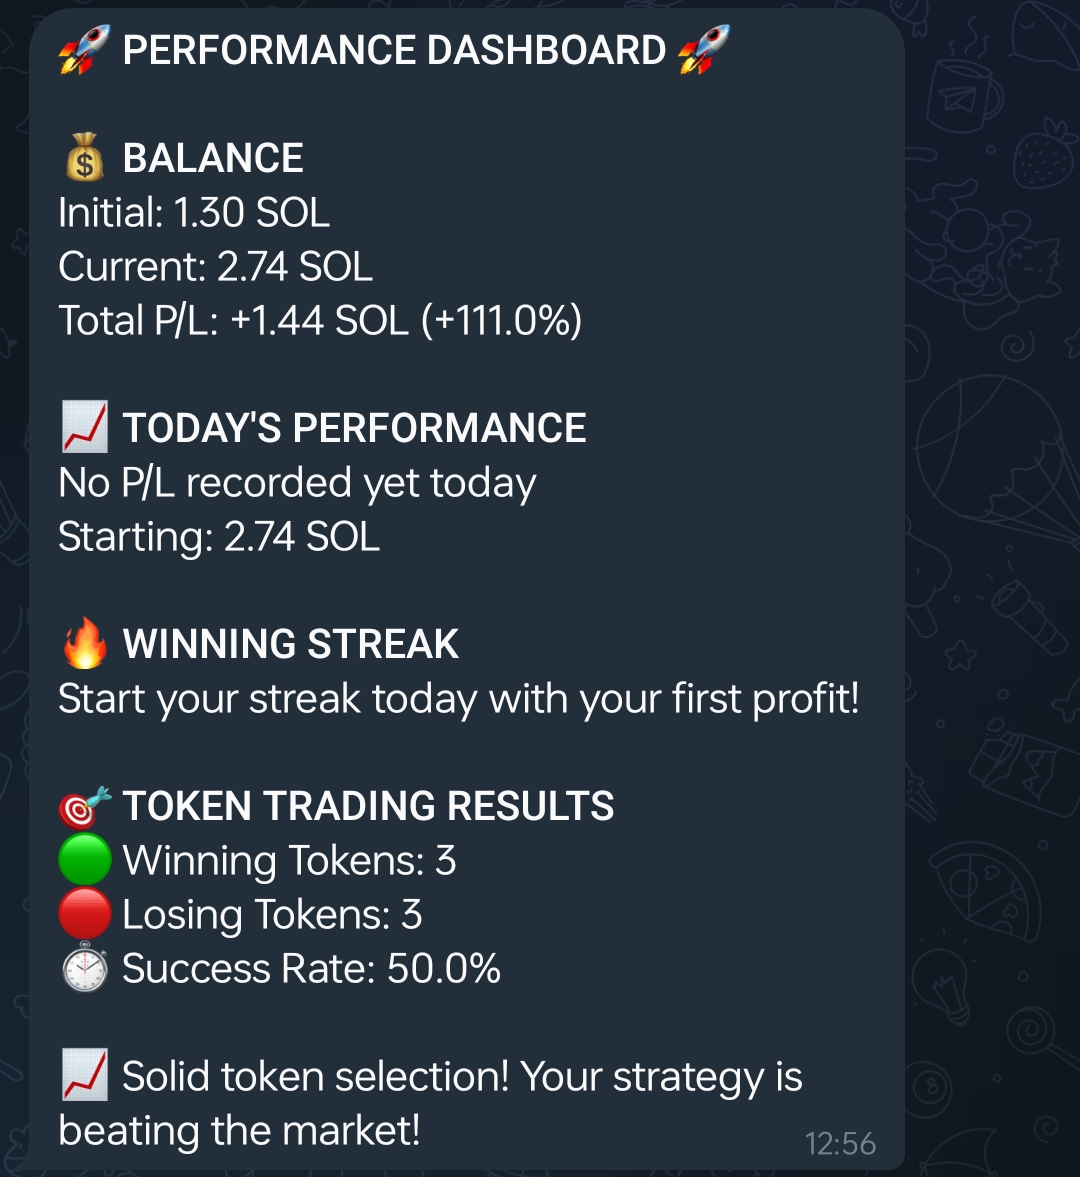 🚀 PERFORMANCE DASHBOARD 🚀
💰 BALANCE
Initial: 1.30 SOL
Current: 2.74 SOL
Total P/L: +1.44 SOL (+111.0%)
📈 TODAY'S PERFORMANCE
No P/L recorded yet today
Starting: 2.74 SOL
🔥 WINNING STREAK
Start your streak today with your first profit!
🎯 TOKEN TRADING RESULTS
🟢 Winning Tokens: 3
🔴 Losing Tokens: 3
⏱️ Success Rate: 50.0%
📈 Solid token selection! Your strategy is
beating the market!
12:56